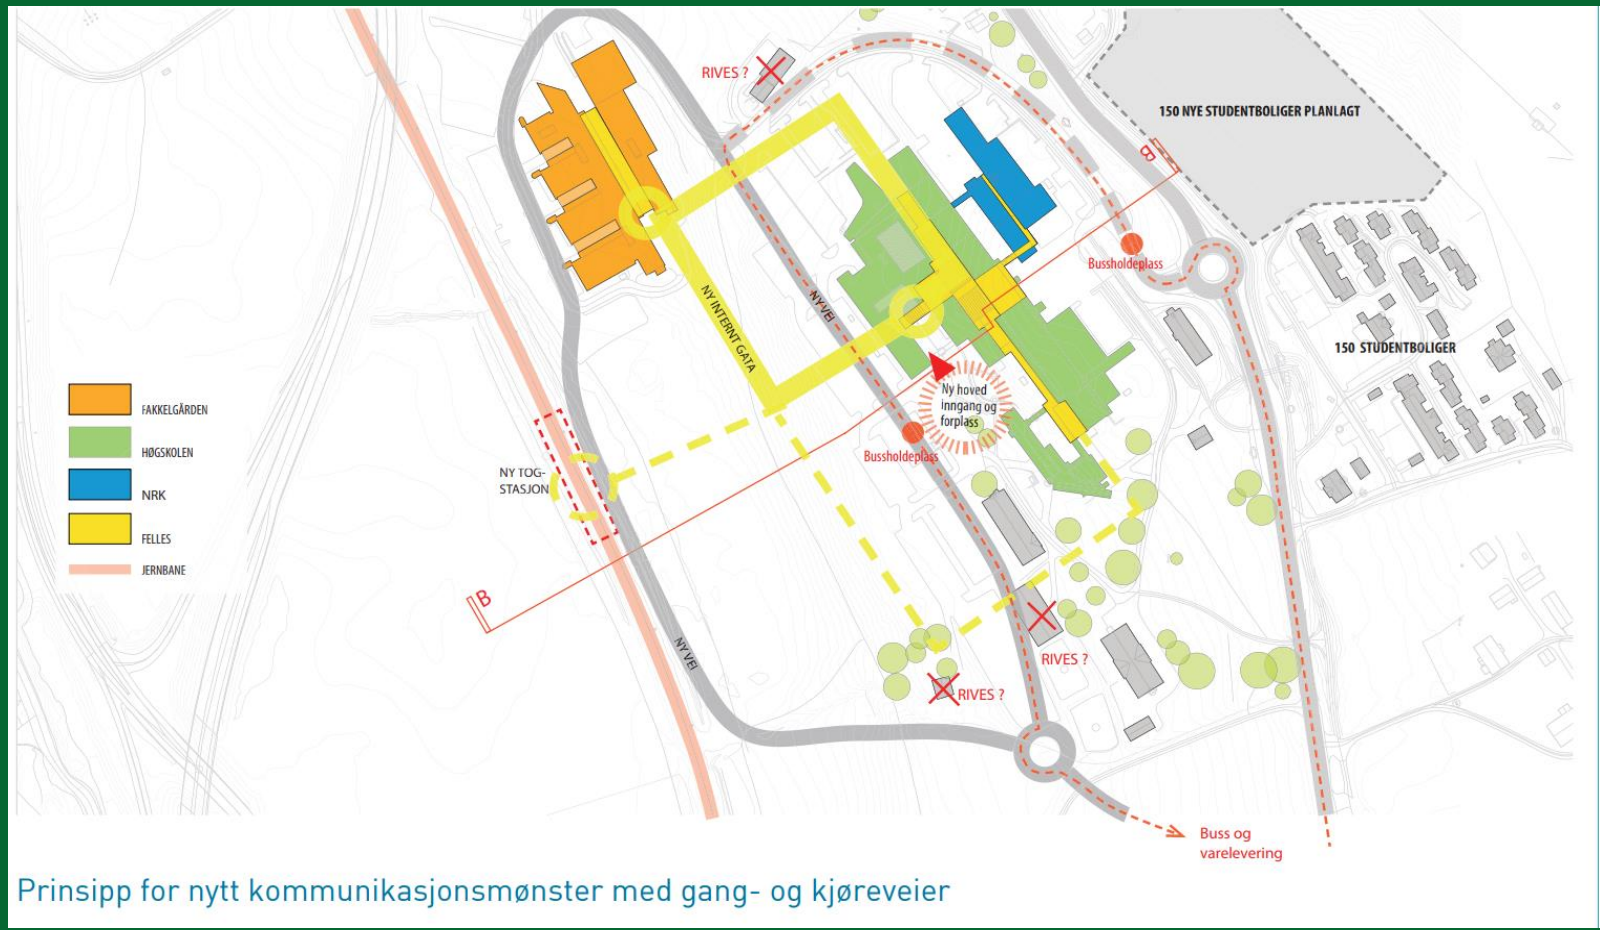 RIVES ?
150 NYE STUDENTBOLIGER PLANLAGT
B
Bussholdeplass
NY INTERNT GATA
NY VEI
150 STUDENTBOLIGER
Ny hoved
inngang og
forplass
Bussholdeplass
FAKKELGÅRDEN
HØGSKOLEN
NRK
FELLES
JERNBANE
NY TOG-
STASJON
B
NY VEI
RIVES ?
RIVES ?
Buss og
varelevering
Prinsipp for nytt kommunikasjonsmønster med gang- og kjøreveier